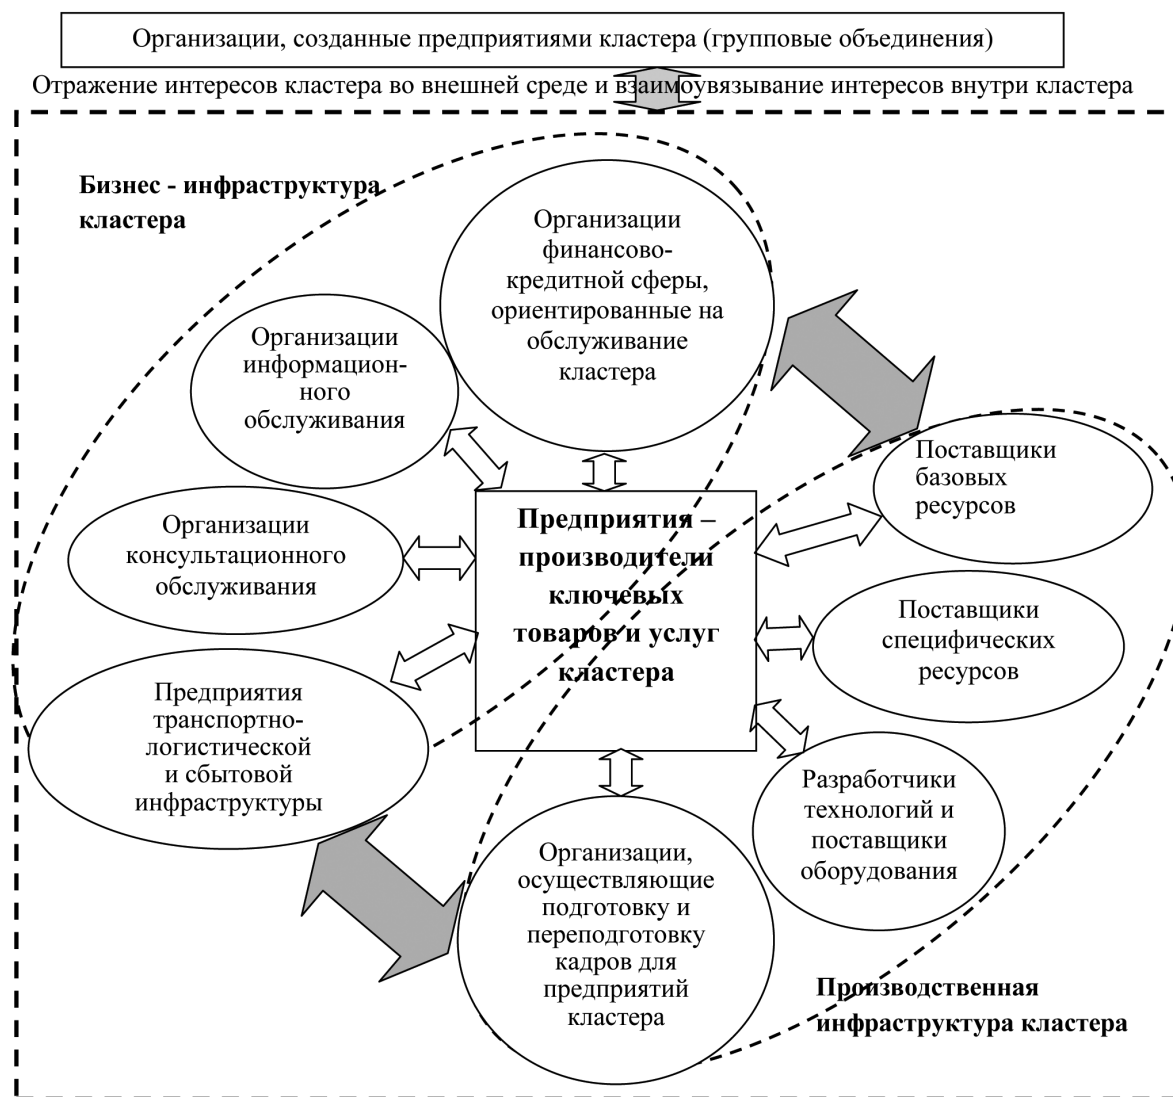 Организации, созданные предприятиями кластера (групповые объединения)
Отражение интересов кластера во внешней среде и взаимоувязывание интересов внутри кластера
Бизнес - инфраструктура
кластера
Организации
финансово-
кредитной сферы,
ориентированные на
обслуживание
кластера
Организации
информацион-
ного
обслуживания
Поставщики
базовых
ресурсов
Организации
консультационного
обслуживания
Предприятия –
производители
ключевых
товаров и услуг
кластера
Поставщики
специфических
ресурсов
Предприятия
транспортно-
логистической
и сбытовой
инфраструктуры
Разработчики
технологий и
поставщики
оборудования
Организации,
осуществляющие
подготовку и
переподготовку
кадров для
предприятий
кластера
Производственная
инфраструктура кластера